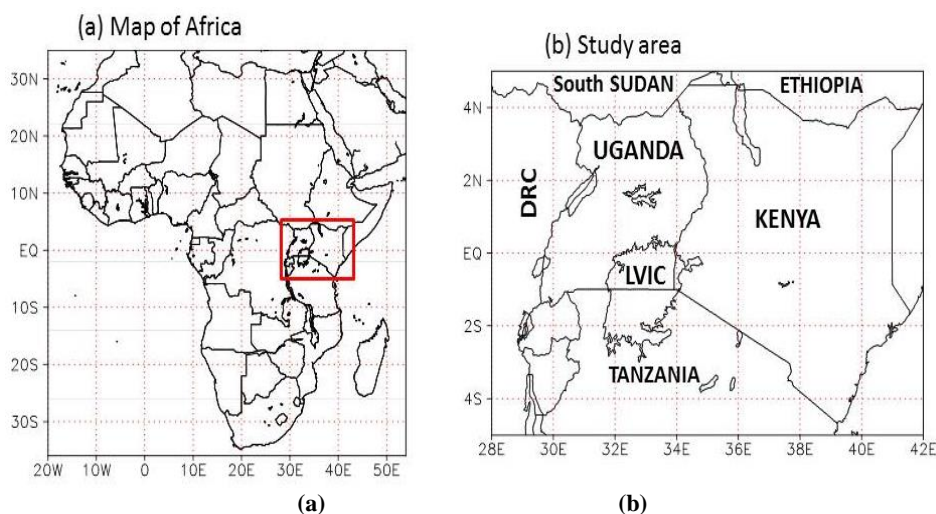 (a) Map of Africa
30N
20N
10N
EQ
10S
20S
30S
20W 10W 0 10E 20E 30E 40E 50E
(b) Study area
South SUDAN ETHIOPIA
4N
UGANDA
2N
DRC
KENYA
EQ
LVIC
2S
TANZANIA
4S
28E 30E 32E 34E 36E 38E 40E 42E
(a) (b)